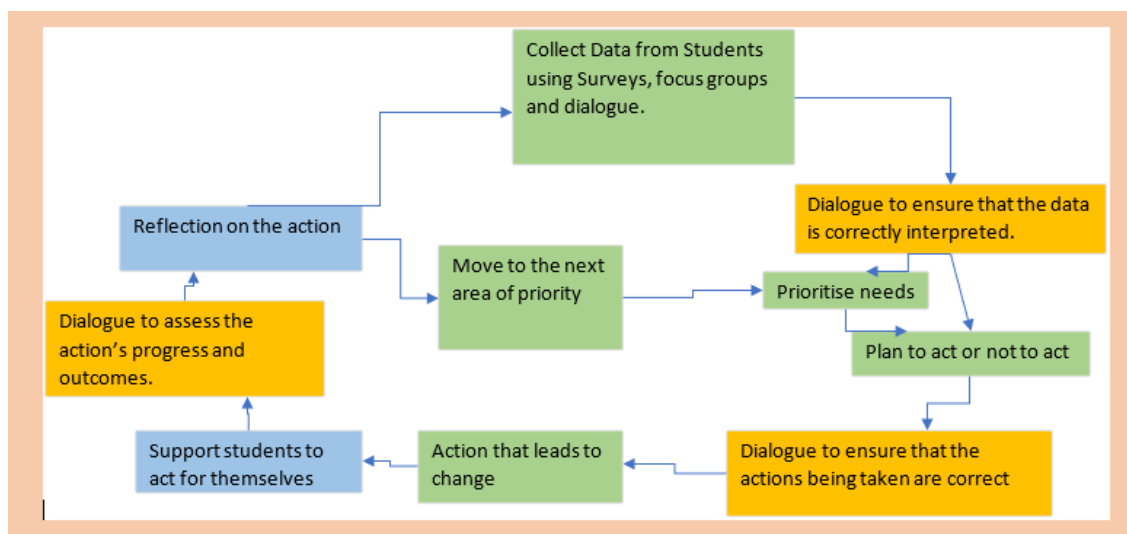 Collect Data from Students
using Surveys, focus groups
and dialogue.
Dialogue to ensure that the data
is correctly interpreted.
Reflection on the action
Move to the next
area of priority
Prioritise needs
Plan to act or not to act
Dialogue to assess the
action’s progress and
outcomes.
Support students to
act for themselves
Action that leads to
change
Dialogue to ensure that the
actions being taken are correct